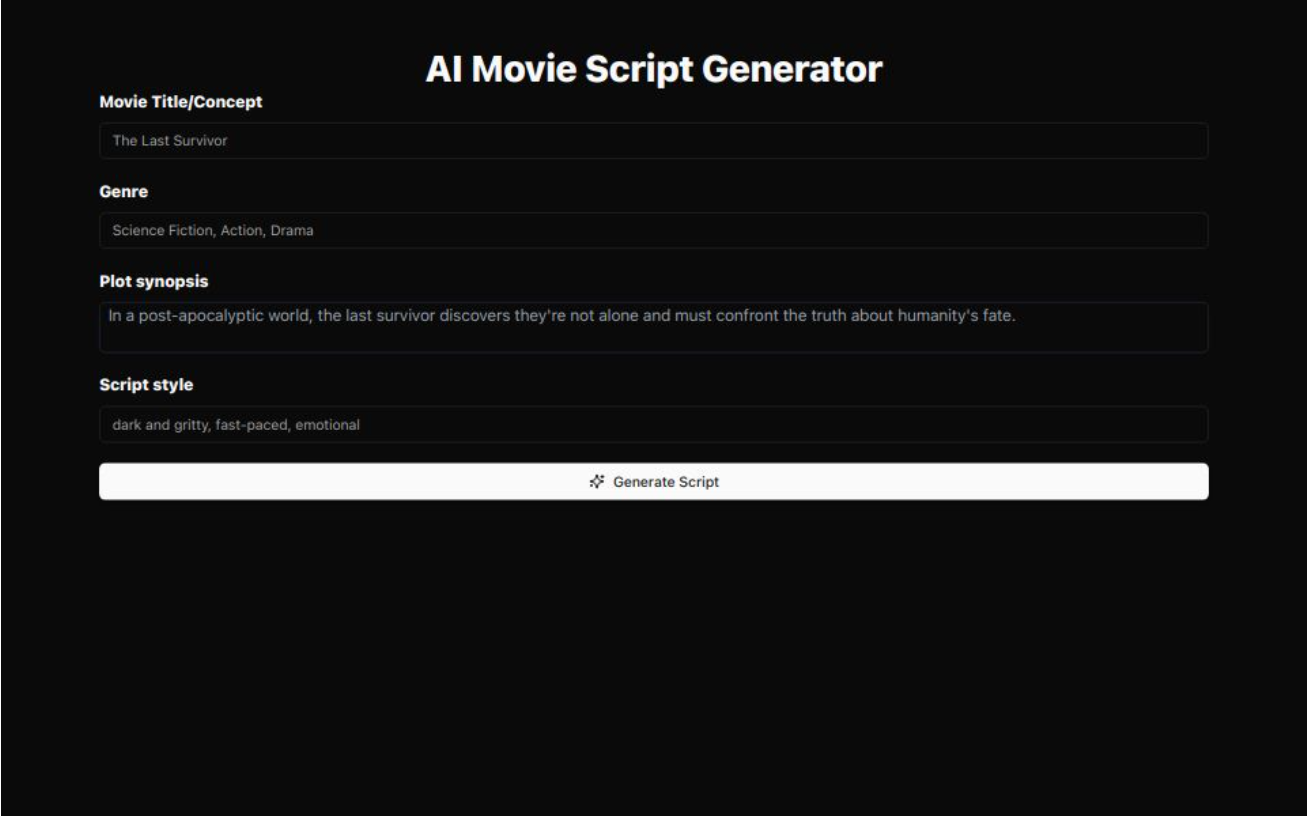 AI Movie Script Generator
Movie Title/Concept
The Last Survivor
Genre
Science Fiction, Action, Drama
Plot synopsis
In a post-apocalyptic world, the last survivor discovers they're not alone and must confront the truth about humanity's fate.
Script style
dark and gritty, fast-paced, emotional
Generate Script